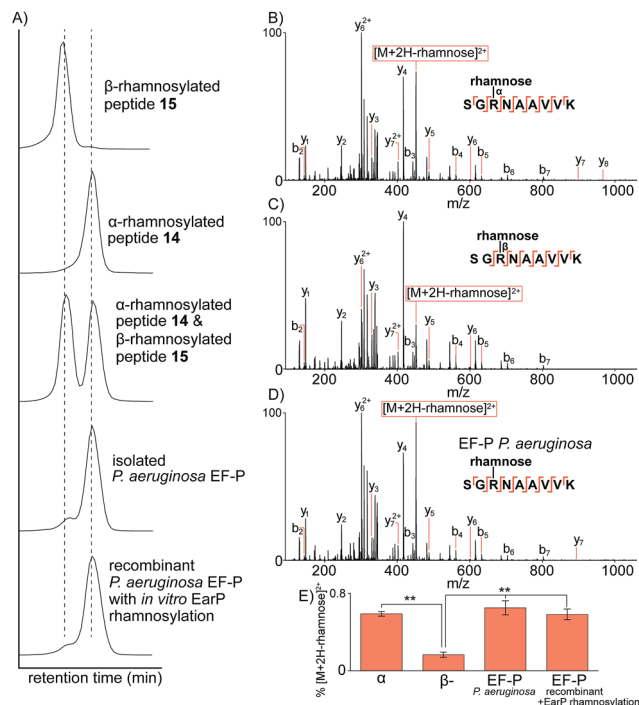 A)
β-rhamnosylated
peptide 15
α-rhamnosylated
peptide 14
α-rhamnosylated
peptide 14 &
β-rhamnosylated
peptide 15
isolated
P. aeruginosa EF-P
recombinant
P. aeruginosa EF-P
with in vitro EarP
rhamnosylation
retention time (min)
B)
100
0
y₆²⁺
[M+2H-rhamnose]²⁺
y₄
rhamnose
α
SGRNAAVVK
b₂ y₁ y₂ y₃ y₇²⁺ b₃ y₅ b₄ y₆ b₅ b₆ b₇ y₇ y₈
200 400 600 800 1000
m/z
C)
100
0
y₄
rhamnose
β
SGRNAAVVK
y₆²⁺
[M+2H-rhamnose]²⁺
b₂ y₁ y₂ y₃ y₇²⁺ b₃ y₅ b₄ y₆ b₅ b₆ b₇
200 400 600 800 1000
m/z
D)
100
0
y₆²⁺
[M+2H-rhamnose]²⁺
y₄
EF-P P. aeruginosa
rhamnose
SGRNAAVVK
b₂ y₁ y₂ y₃ y₇²⁺ b₃ y₅ b₄ y₆ b₅ b₆ b₇ y₇
200 400 600 800 1000
m/z
E)
% [M+2H-rhamnose]²⁺
0.8
0
**
**
α
β-
EF-P
P. aeruginosa
EF-P
recombinant
+EarP rhamnosylation